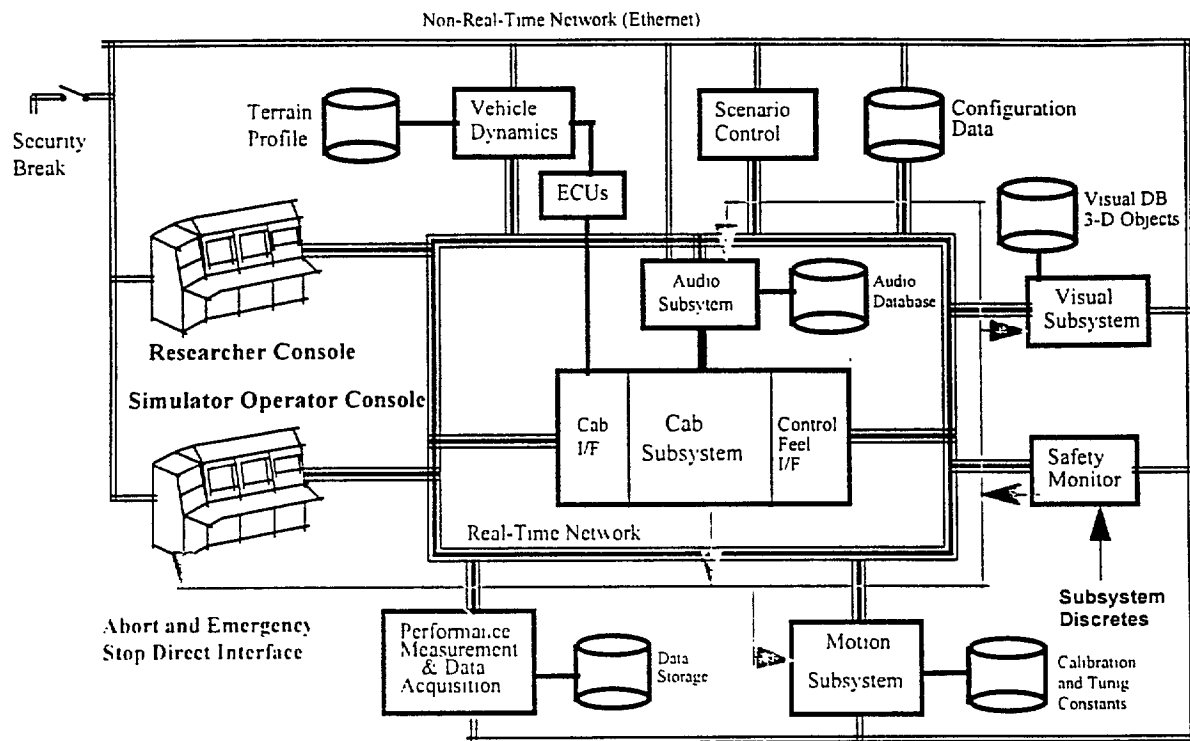 Non-Real-Time Network (Ethernet)
Security
Break
Terrain
Profile
Vehicle
Dynamics
ECUs
Scenario
Control
Configuration
Data
Visual DB
3-D Objects
Visual
Subsystem
Audio
Subsytem
Audio
Database
Researcher Console
Simulator Operator Console
Cab
I/F
Cab
Subsystem
Control
Feel
I/F
Safety
Monitor
Real-Time Network
Subsystem
Discretes
Abort and Emergency
Stop Direct Interface
Performance
Measurement
& Data
Acquisition
Data
Storage
Motion
Subsystem
Calibration
and Tunig
Constants